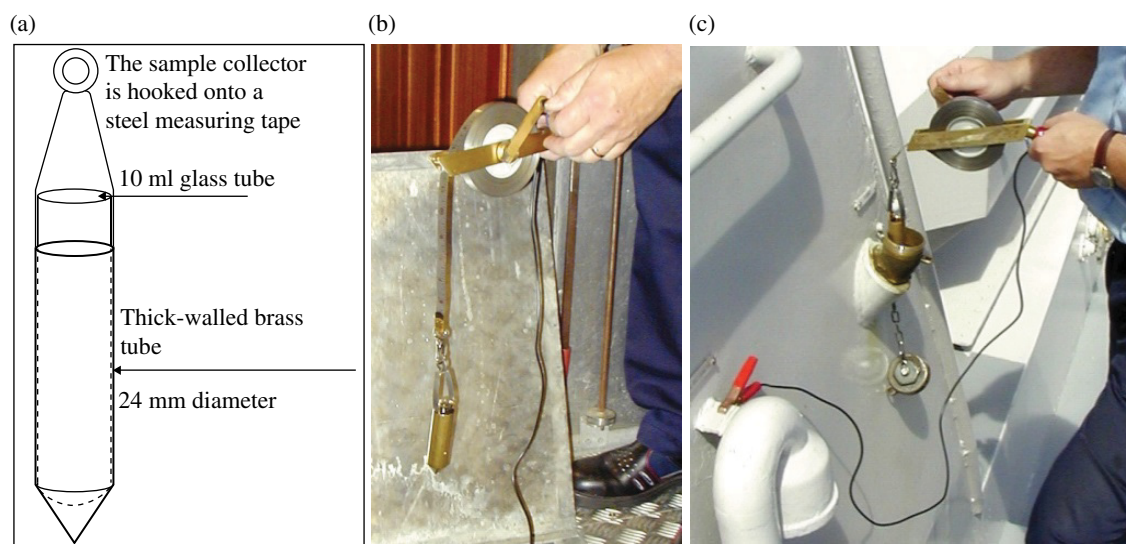 (a)
The sample collector
is hooked onto a
steel measuring tape
10 ml glass tube
Thick-walled brass
tube
24 mm diameter
(b)
(c)